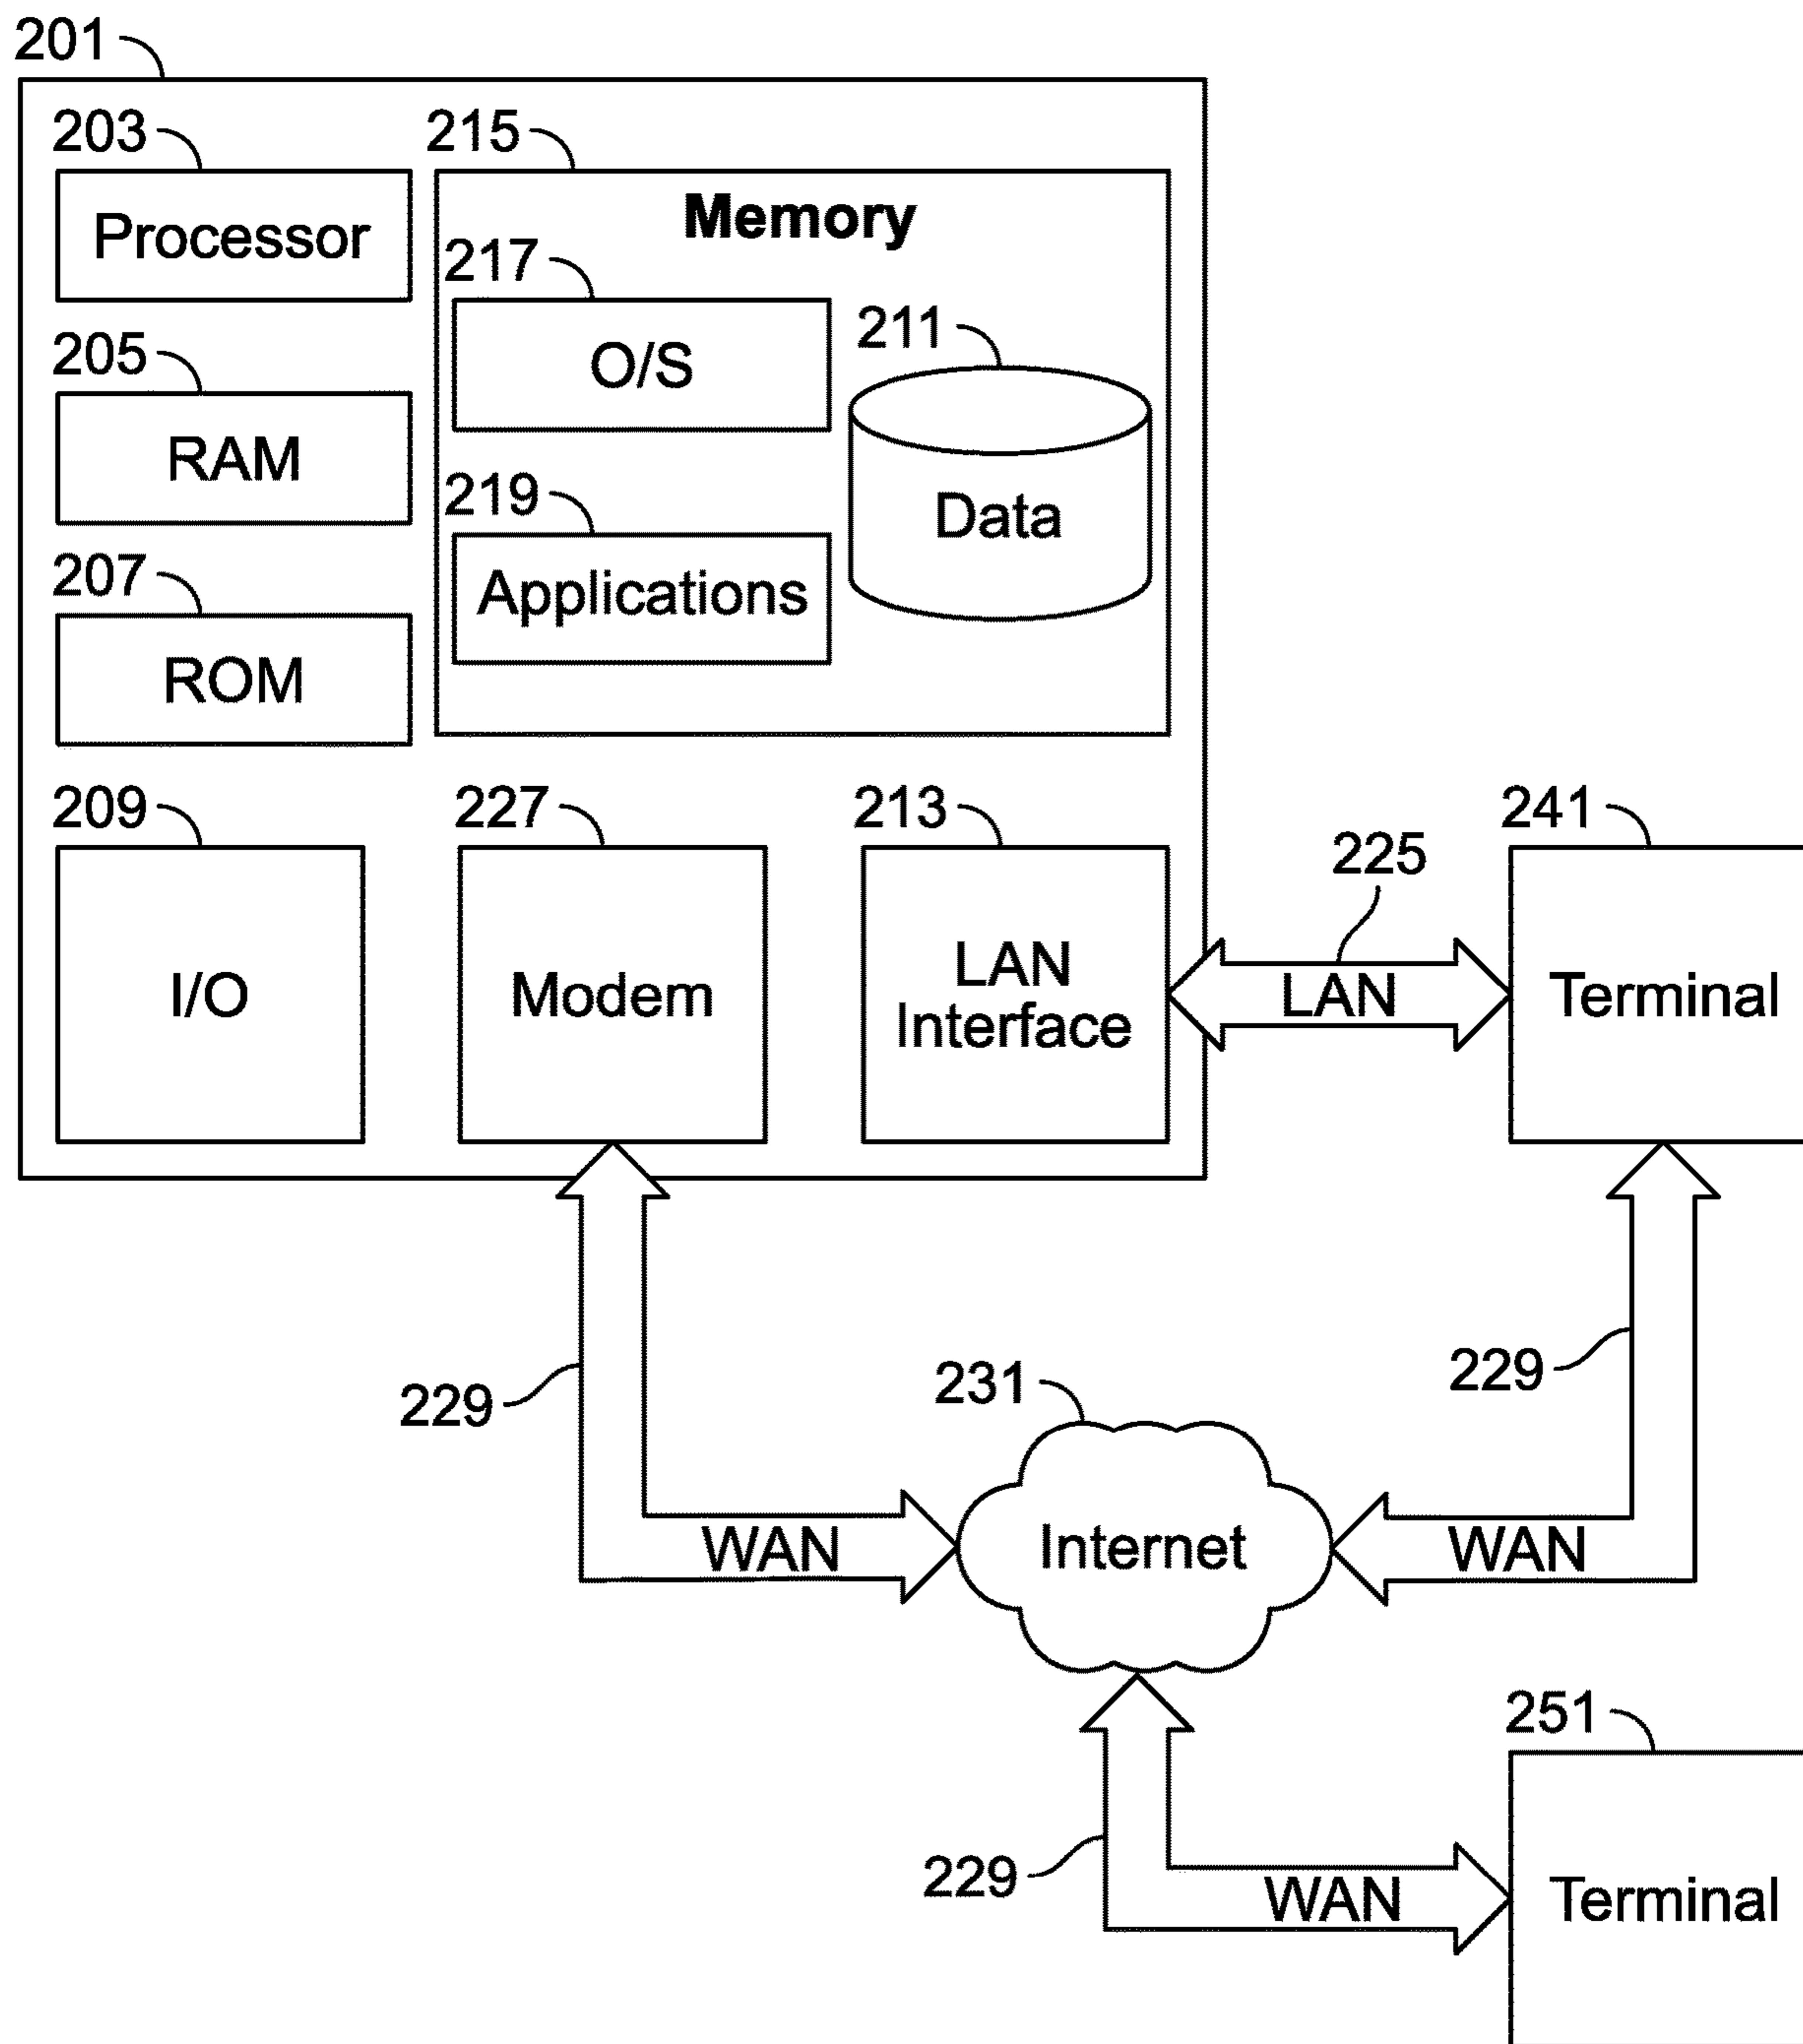 201
203
Processor
215
Memory
217
O/S
211
Data
205
RAM
219
Applications
207
ROM
209
I/O
227
Modem
213
LAN
Interface
225
LAN
241
Terminal
229
WAN
231
Internet
229
WAN
229
WAN
251
Terminal